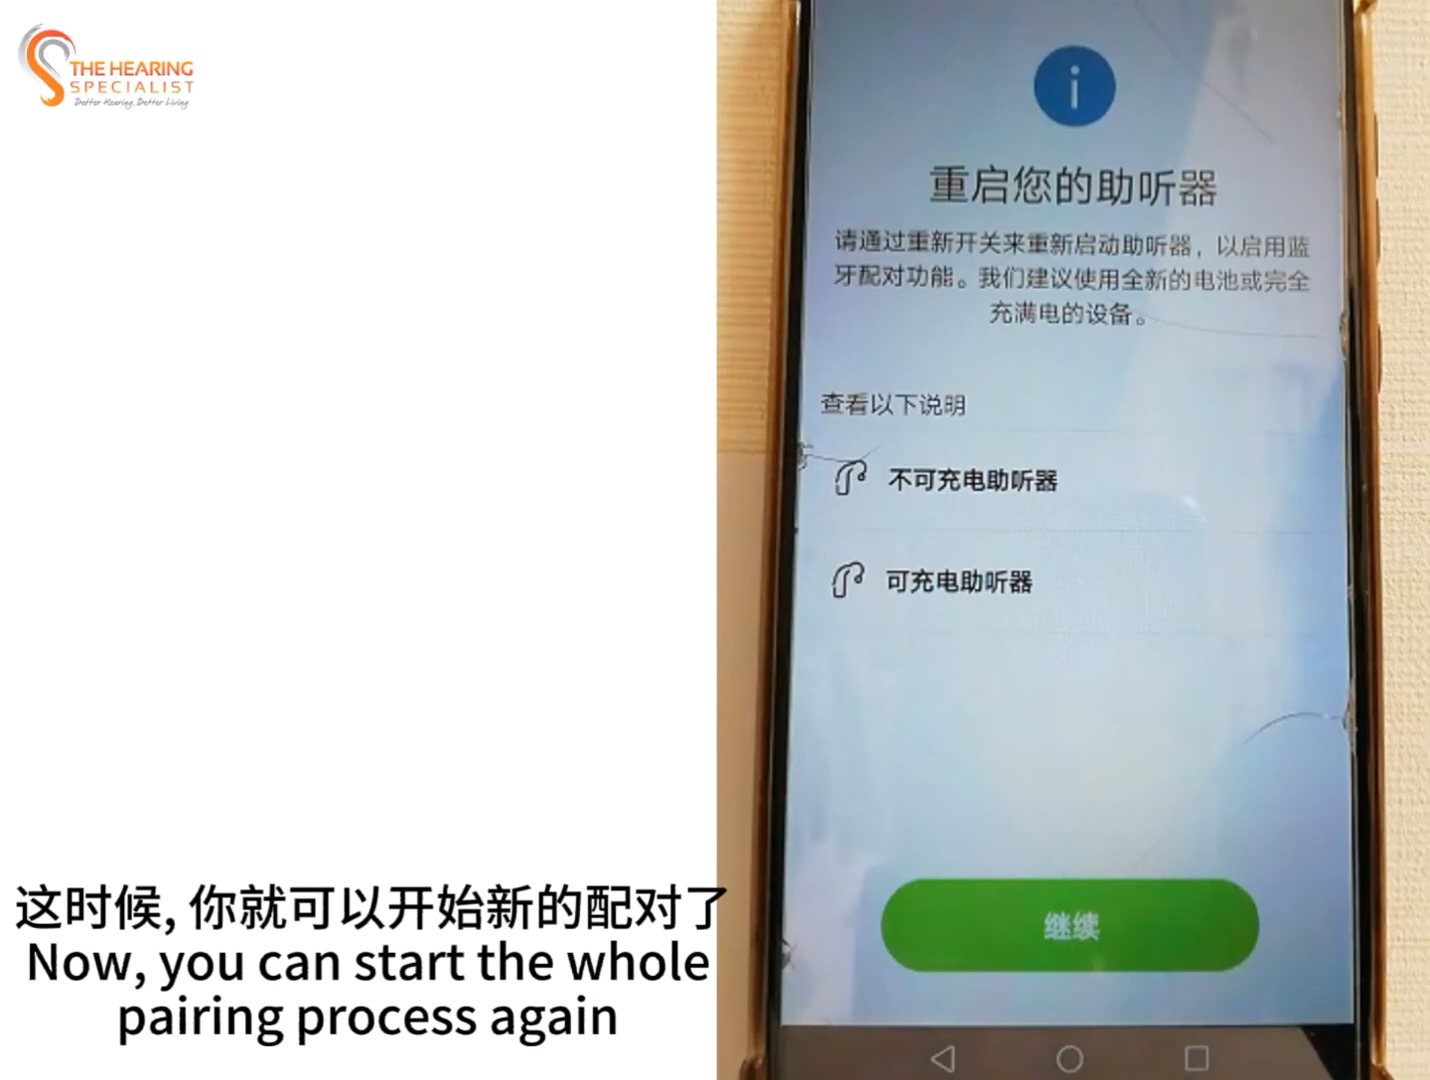 THE HEARING
SPECIALIST
Better Hearing, Better Living
重启您的助听器
请通过重新开关来重新启动助听器，以启用蓝
牙配对功能。我们建议使用全新的电池或完全
充满电的设备。
查看以下说明
不可充电助听器
可充电助听器
继续
这时候, 你就可以开始新的配对了
Now, you can start the whole
pairing process again